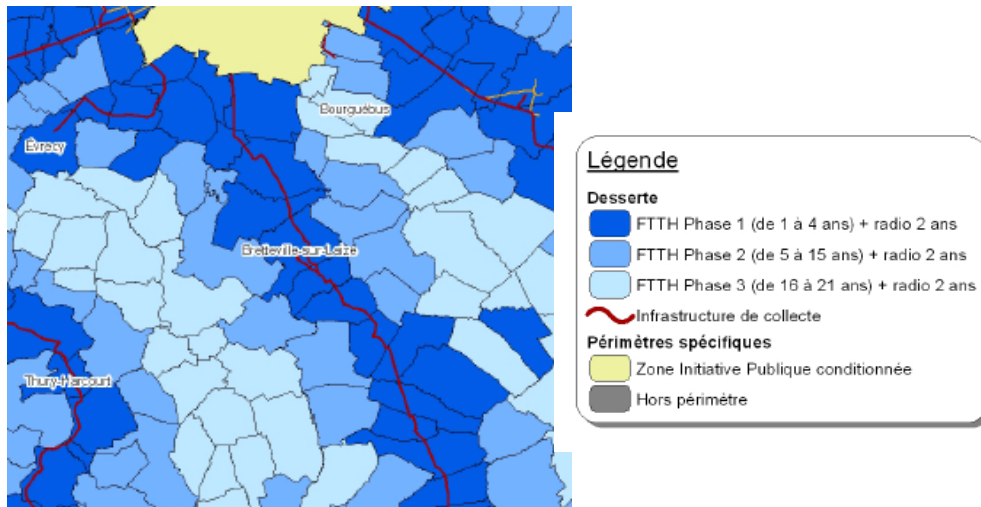 Bourguébus
Évrecy
Bretteville-sur-Laize
Thury-Harcourt
Légende
Desserte
FTTH Phase 1 (de 1 à 4 ans) + radio 2 ans
FTTH Phase 2 (de 5 à 15 ans) + radio 2 ans
FTTH Phase 3 (de 16 à 21 ans) + radio 2 ans
Infrastructure de collecte
Périmètres spécifiques
Zone Initiative Publique conditionnée
Hors périmètre